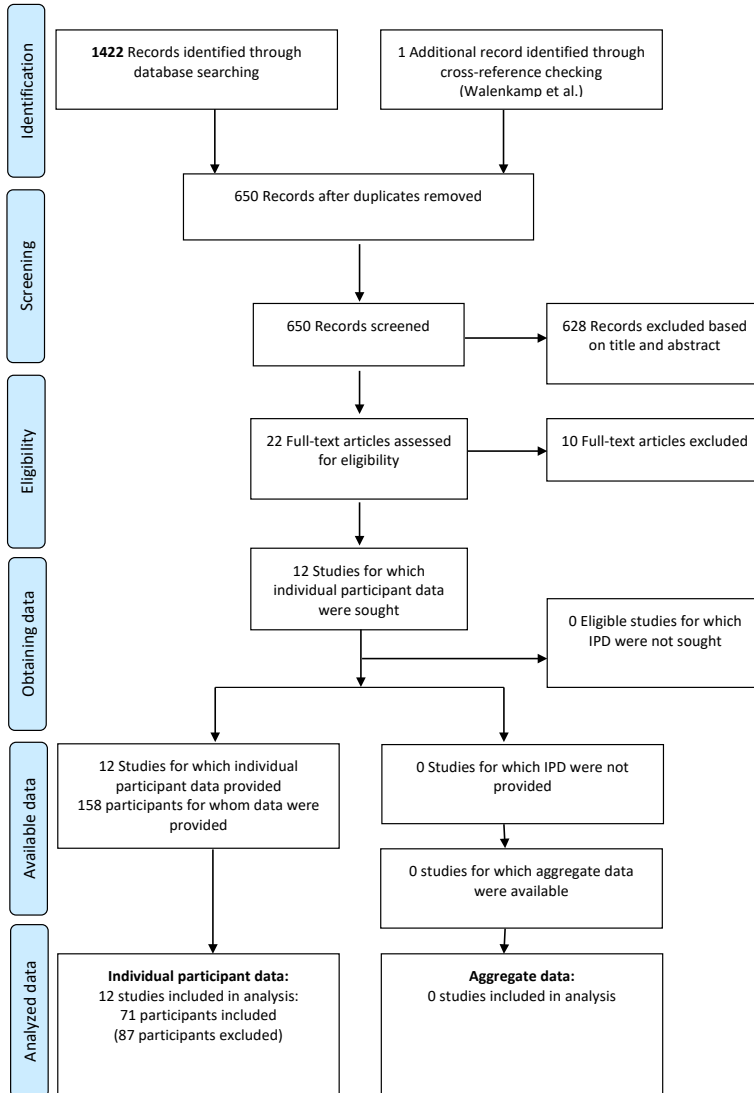 Identification
1422 Records identified through
database searching
1 Additional record identified through
cross-reference checking
(Walenkamp et al.)
650 Records after duplicates removed
Screening
650 Records screened
628 Records excluded based
on title and abstract
Eligibility
22 Full-text articles assessed
for eligibility
10 Full-text articles excluded
Obtaining data
12 Studies for which
individual participant data
were sought
0 Eligible studies for which
IPD were not sought
Available data
12 Studies for which individual
participant data provided
158 participants for whom data were
provided
0 Studies for which IPD were not
provided
0 studies for which aggregate data
were available
Analyzed data
Individual participant data:
12 studies included in analysis:
71 participants included
(87 participants excluded)
Aggregate data:
0 studies included in analysis